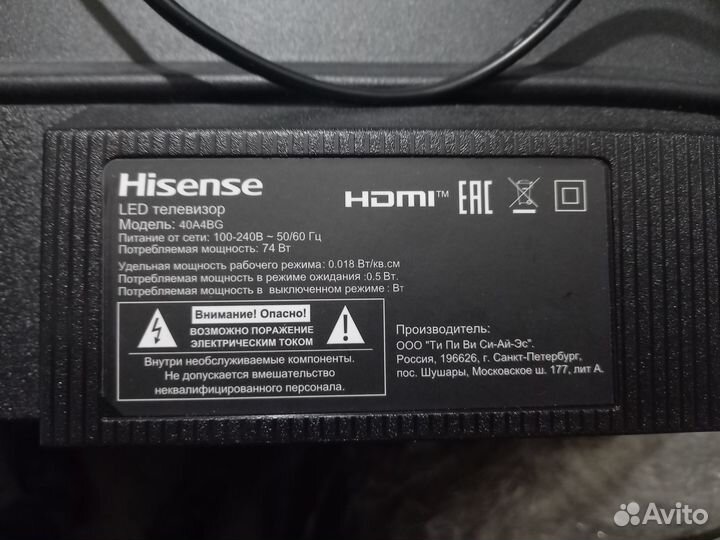 Hisense
HDMI™ EAC
LED телевизор
Модель: 40A4BG
Питание от сети: 100-240В ~ 50/60 Гц
Потребляемая мощность: 74 Вт
Удельная мощность рабочего режима: 0.018 Вт/кв.см
Потребляемая мощность в режиме ожидания :0.5 Вт.
Потребляемая мощность в выключенном режиме : Вт
Внимание! Опасно!
ВОЗМОЖНО ПОРАЖЕНИЕ
ЭЛЕКТРИЧЕСКИМ ТОКОМ
Внутри необслуживаемые компоненты.
Не допускается вмешательство
неквалифицированного персонала.
Производитель:
ООО "Ти Пи Ви Си-Ай-Эс".
Россия, 196626, г. Санкт-Петербург,
пос. Шушары, Московское ш. 177, лит А.
Avito